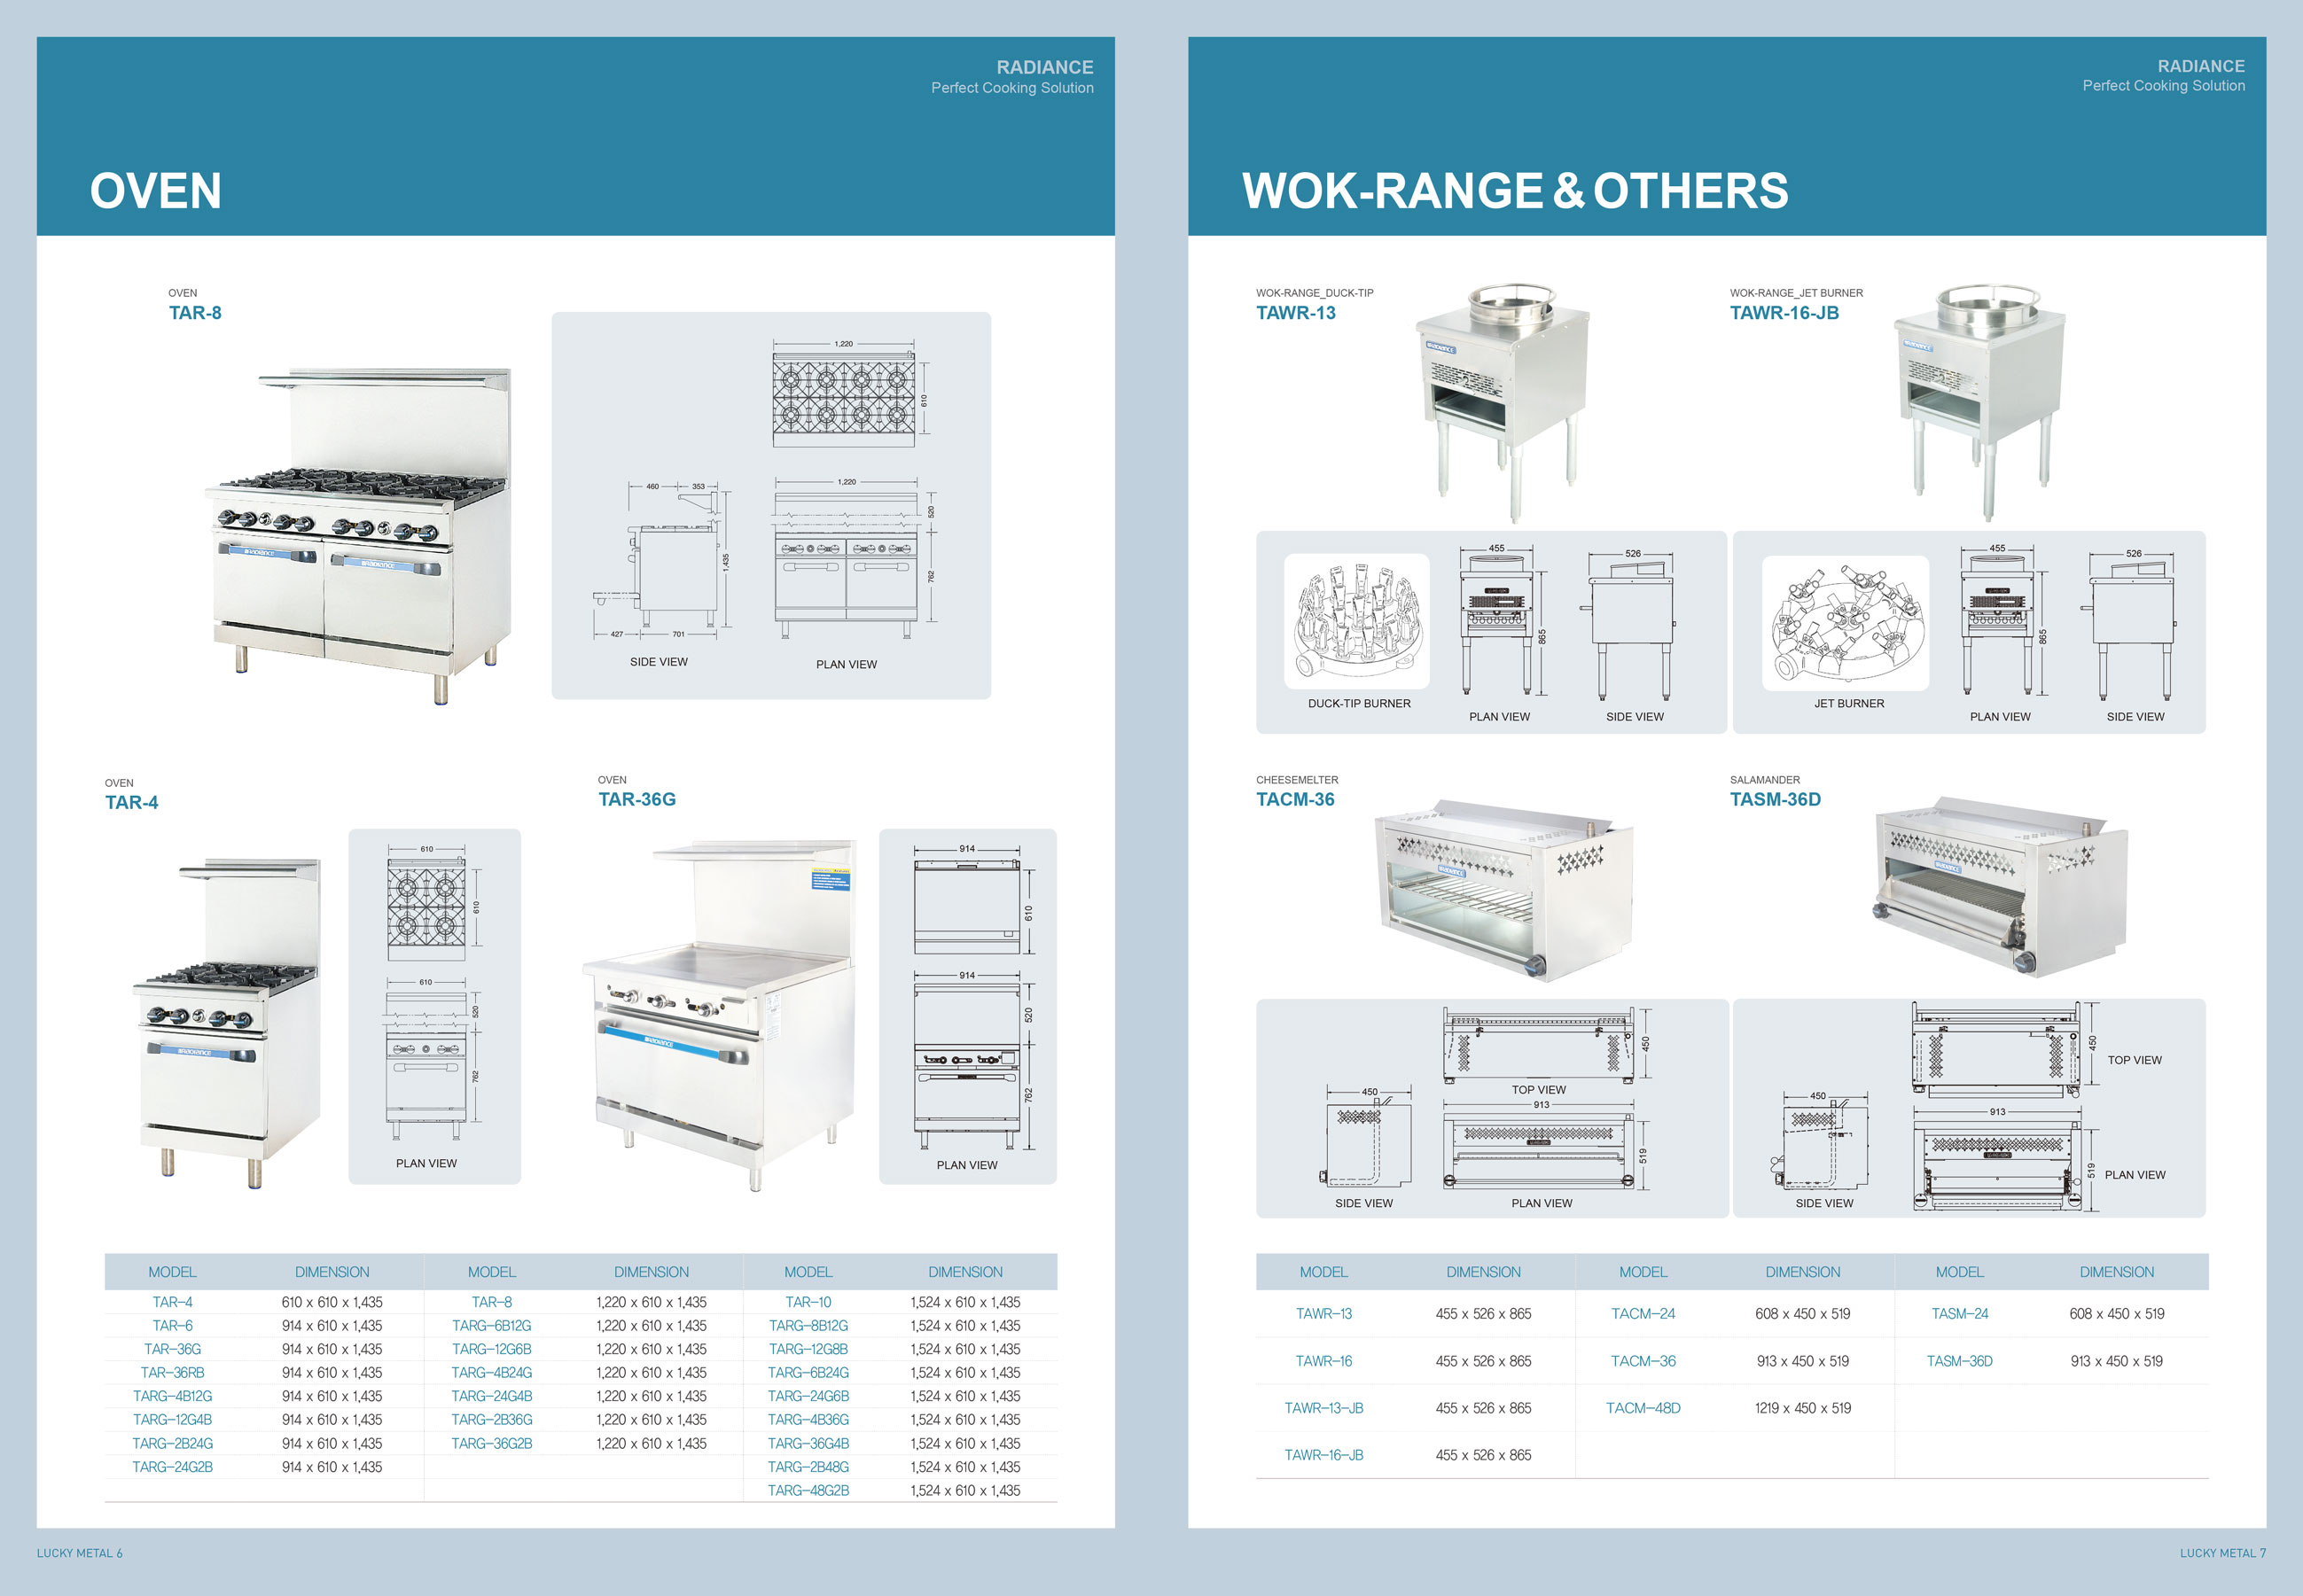 RADIANCE
Perfect Cooking Solution
OVEN
OVEN
TAR-8
1,220
610
460
353
1,435
427
701
SIDE VIEW
1,220
520
762
PLAN VIEW
RADIANCE
RADIANCE
OVEN
TAR-4
RADIANCE
610
610
610
520
762
PLAN VIEW
OVEN
TAR-36G
RADIANCE
914
610
914
520
762
PLAN VIEW
MODEL DIMENSION MODEL DIMENSION MODEL DIMENSION
TAR-4 610 x 610 x 1,435 TAR-8 1,220 x 610 x 1,435 TAR-10 1,524 x 610 x 1,435
TAR-6 914 x 610 x 1,435 TARG-6B12G 1,220 x 610 x 1,435 TARG-8B12G 1,524 x 610 x 1,435
TAR-36G 914 x 610 x 1,435 TARG-12G6B 1,220 x 610 x 1,435 TARG-12G8B 1,524 x 610 x 1,435
TAR-36RB 914 x 610 x 1,435 TARG-4B24G 1,220 x 610 x 1,435 TARG-6B24G 1,524 x 610 x 1,435
TARG-4B12G 914 x 610 x 1,435 TARG-24G4B 1,220 x 610 x 1,435 TARG-24G6B 1,524 x 610 x 1,435
TARG-12G4B 914 x 610 x 1,435 TARG-2B36G 1,220 x 610 x 1,435 TARG-4B36G 1,524 x 610 x 1,435
TARG-2B24G 914 x 610 x 1,435 TARG-36G2B 1,220 x 610 x 1,435 TARG-36G4B 1,524 x 610 x 1,435
TARG-24G2B 914 x 610 x 1,435 TARG-2B48G 1,524 x 610 x 1,435
TARG-48G2B 1,524 x 610 x 1,435
LUCKY METAL 6
RADIANCE
Perfect Cooking Solution
WOK-RANGE & OTHERS
WOK-RANGE_DUCK-TIP
TAWR-13
RADIANCE
DUCK-TIP BURNER
455
865
PLAN VIEW
526
SIDE VIEW
WOK-RANGE_JET BURNER
TAWR-16-JB
RADIANCE
JET BURNER
455
865
PLAN VIEW
526
SIDE VIEW
CHEESEMELTER
TACM-36
RADIANCE
450
TOP VIEW
450
SIDE VIEW
913
519
PLAN VIEW
SALAMANDER
TASM-36D
RADIANCE
450
TOP VIEW
450
SIDE VIEW
913
519
PLAN VIEW
MODEL DIMENSION MODEL DIMENSION MODEL DIMENSION
TAWR-13 455 x 526 x 865 TACM-24 608 x 450 x 519 TASM-24 608 x 450 x 519
TAWR-16 455 x 526 x 865 TACM-36 913 x 450 x 519 TASM-36D 913 x 450 x 519
TAWR-13-JB 455 x 526 x 865 TACM-48D 1219 x 450 x 519
TAWR-16-JB 455 x 526 x 865
LUCKY METAL 7